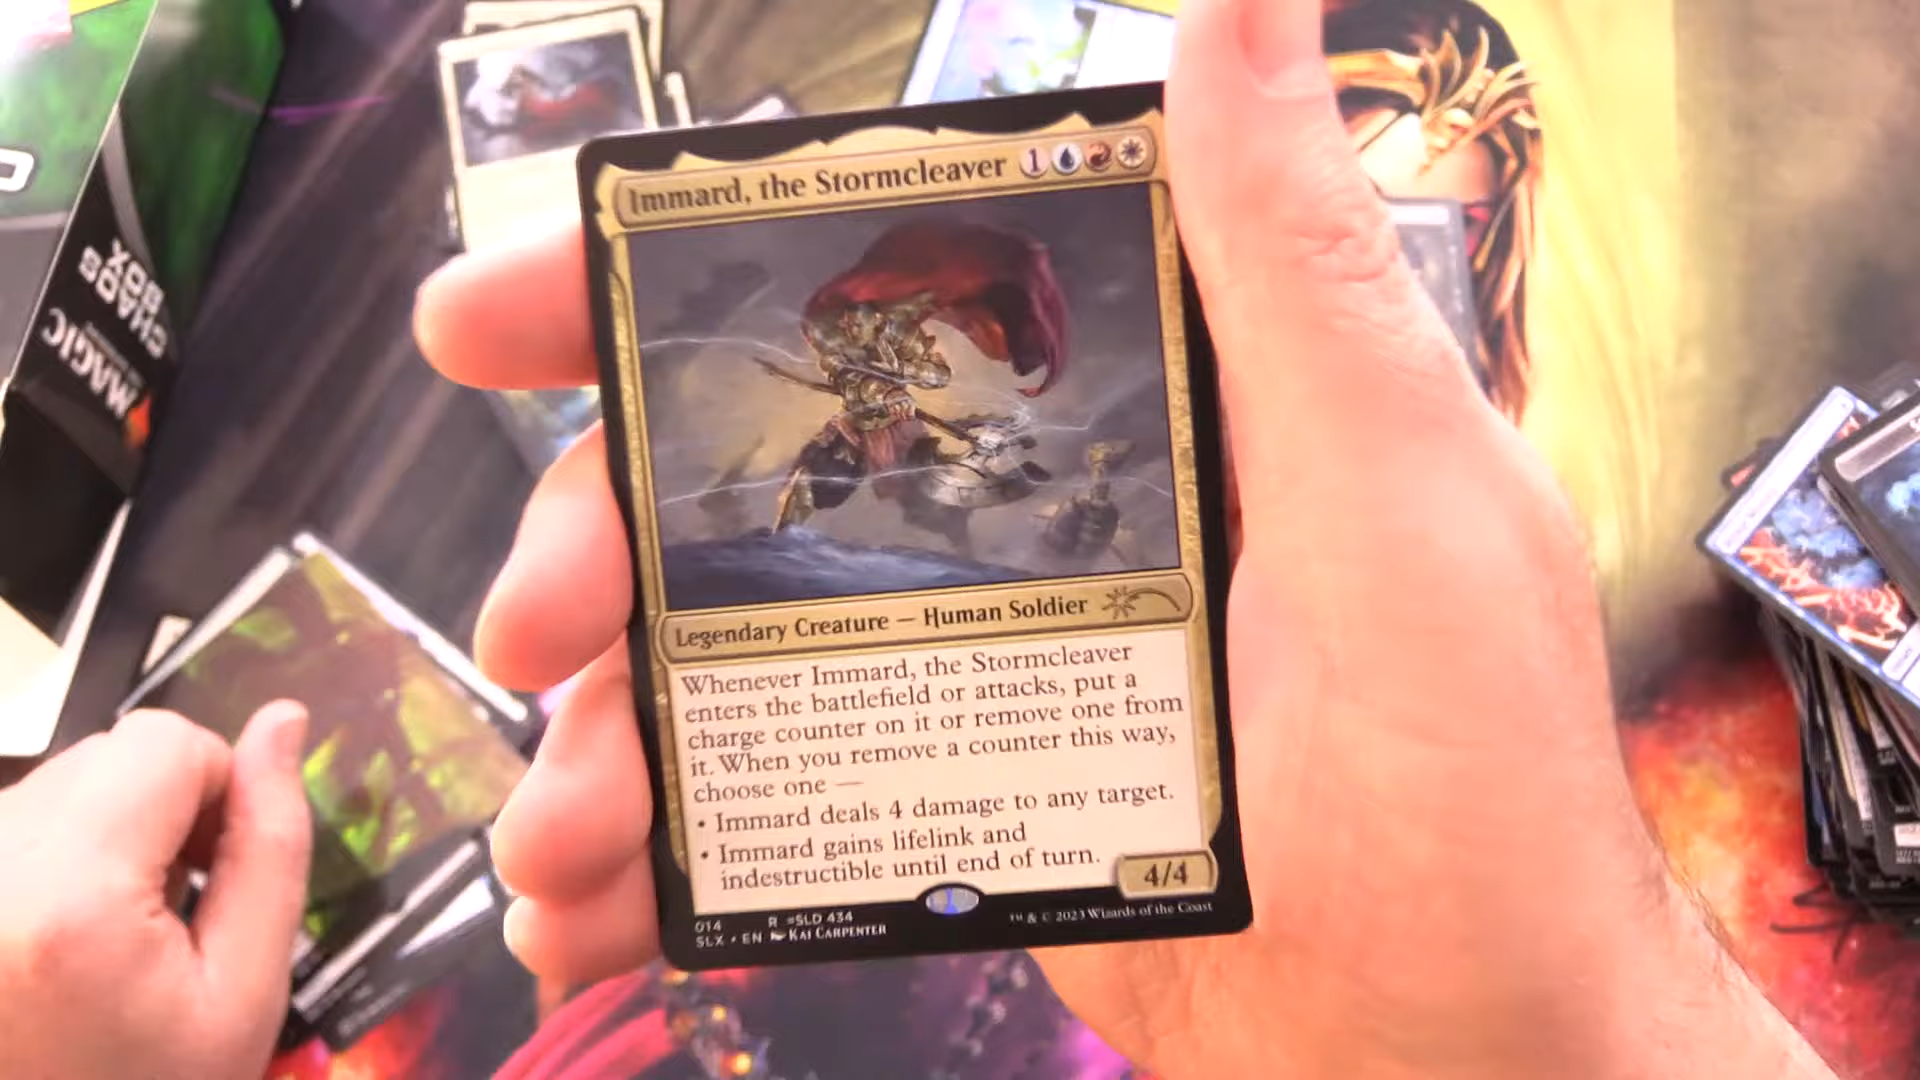 Immard, the Stormcleaver 1
Legendary Creature — Human Soldier
Whenever Immard, the Stormcleaver
enters the battlefield or attacks, put a
charge counter on it or remove one from
it. When you remove a counter this way,
choose one —
• Immard deals 4 damage to any target.
• Immard gains lifelink and
indestructible until end of turn.
4/4
014 R =SLD 434
SLX • EN KAI CARPENTER
™ & © 2023 Wizards of the Coast
MAGIC
CHAOS
BOX